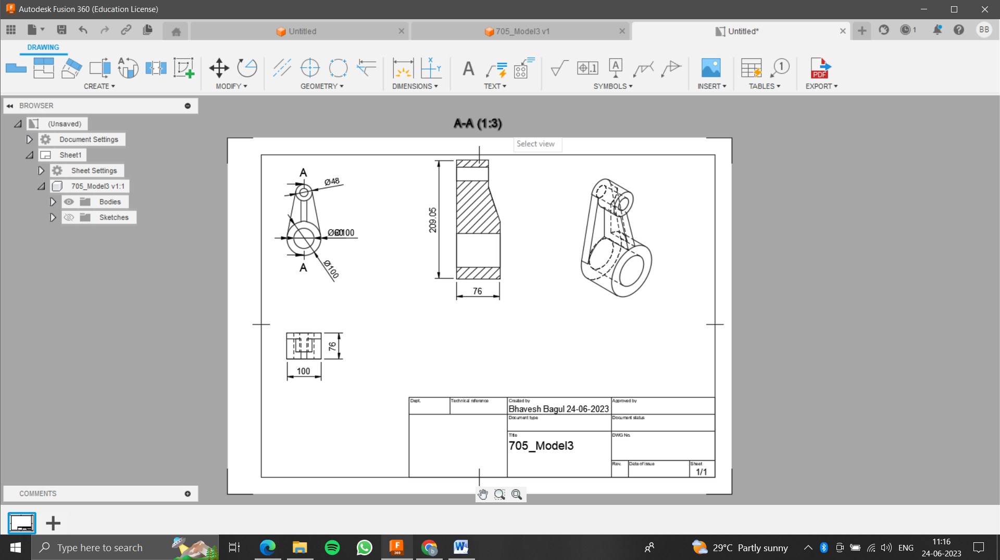 Autodesk Fusion 360 (Education License)
Untitled
705_Model3 v1
Untitled*
1
BB
DRAWING
CREATE
MODIFY
GEOMETRY
DIMENSIONS
TEXT
SYMBOLS
INSERT
TABLES
EXPORT
BROWSER
(Unsaved)
Document Settings
Sheet1
Sheet Settings
705_Model3 v1:1
Bodies
Sketches
A-A (1:3)
Select view
A
Ø48
Ø60
Ø100
A
Ø100
209.05
76
76
100
Dept.
Technical reference
Created by
Approved by
Bhavesh Bagul 24-06-2023
Document type
Document status
Title
DWG No.
705_Model3
Rev.
Date of issue
Sheet
1/1
COMMENTS
Type here to search
29°C Partly sunny
ENG
11:16
24-06-2023